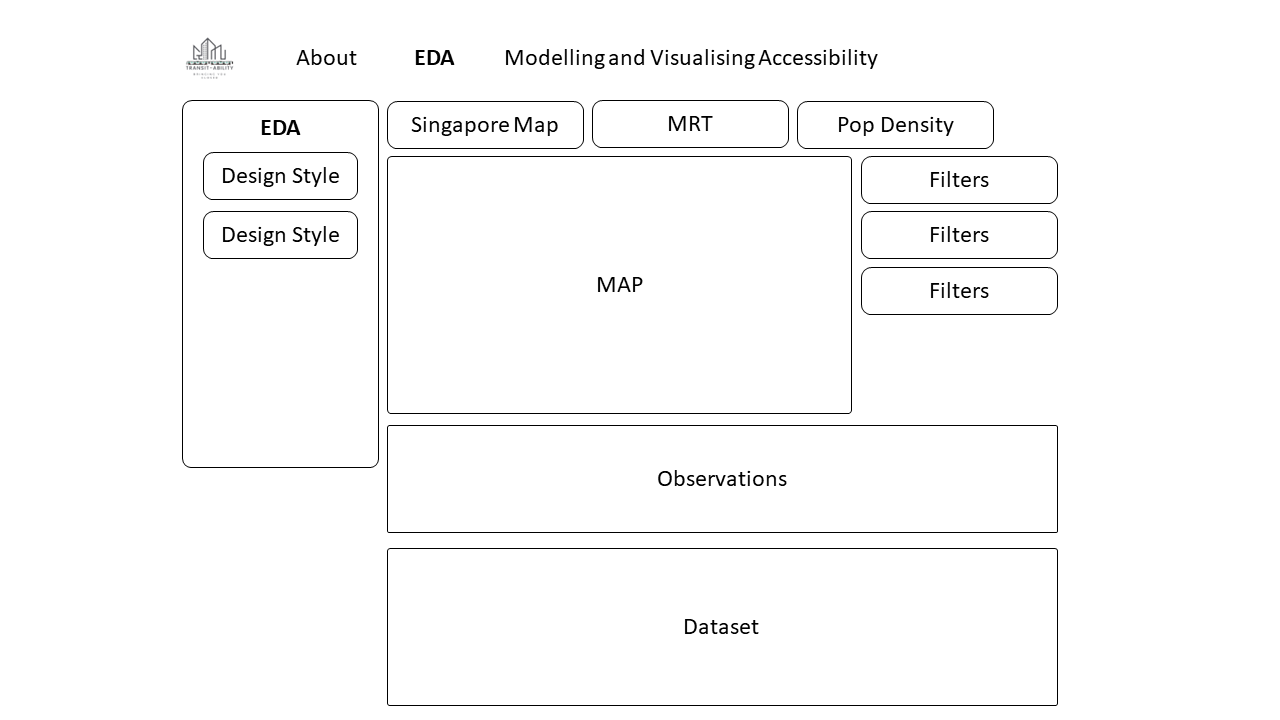 TRANSIT-ABILITY
About
EDA
Modelling and Visualising Accessibility
EDA
Design Style
Design Style
Singapore Map
MRT
Pop Density
MAP
Filters
Filters
Filters
Observations
Dataset